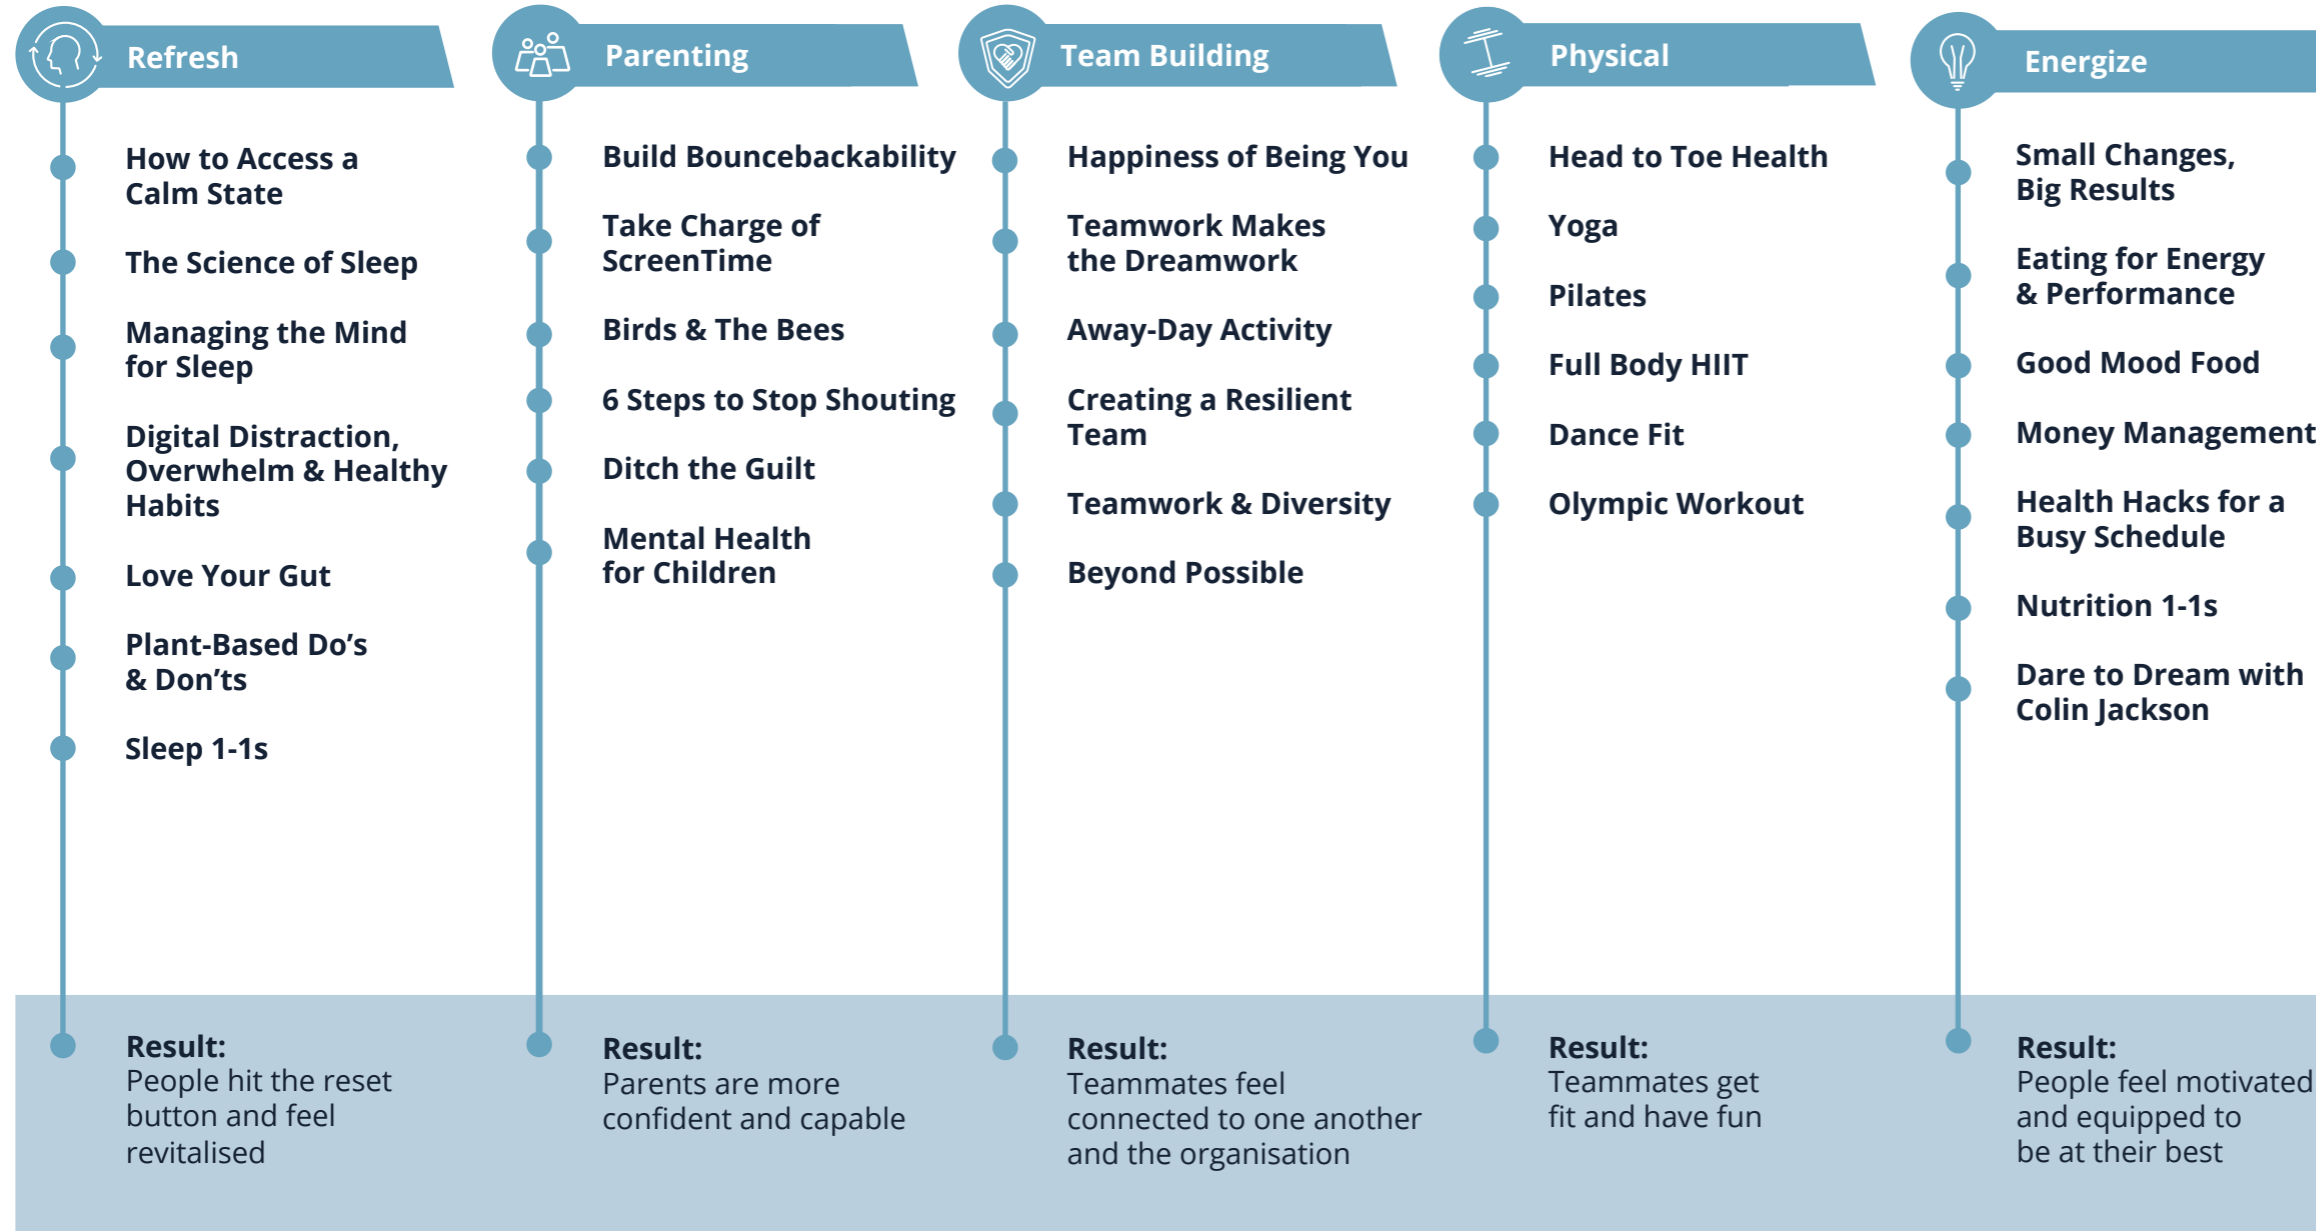 Refresh
How to Access a
Calm State
The Science of Sleep
Managing the Mind
for Sleep
Digital Distraction,
Overwhelm & Healthy
Habits
Love Your Gut
Plant-Based Do’s
& Don’ts
Sleep 1-1s
Result:
People hit the reset
button and feel
revitalised
Parenting
Build Bouncebackability
Take Charge of
ScreenTime
Birds & The Bees
6 Steps to Stop Shouting
Ditch the Guilt
Mental Health
for Children
Result:
Parents are more
confident and capable
Team Building
Happiness of Being You
Teamwork Makes
the Dreamwork
Away-Day Activity
Creating a Resilient
Team
Teamwork & Diversity
Beyond Possible
Result:
Teammates feel
connected to one another
and the organisation
Physical
Head to Toe Health
Yoga
Pilates
Full Body HIIT
Dance Fit
Olympic Workout
Result:
Teammates get
fit and have fun
Energize
Small Changes,
Big Results
Eating for Energy
& Performance
Good Mood Food
Money Management
Health Hacks for a
Busy Schedule
Nutrition 1-1s
Dare to Dream with
Colin Jackson
Result:
People feel motivated
and equipped to
be at their best